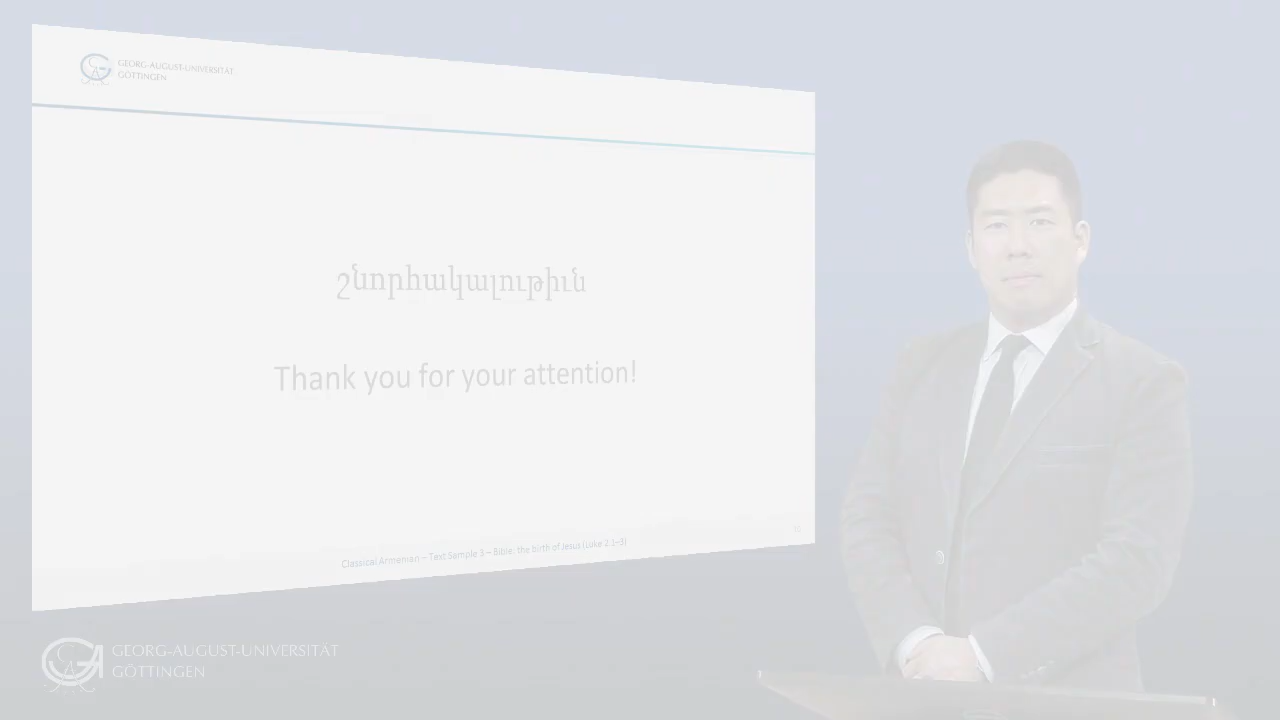 GEORG-AUGUST-UNIVERSITÄT
GÖTTINGEN
շնորհակալութիւն
Thank you for your attention!
Classical Armenian – Text Sample 3 – Bible: the birth of Jesus (Luke 2.1–3)
GEORG-AUGUST-UNIVERSITÄT
GÖTTINGEN